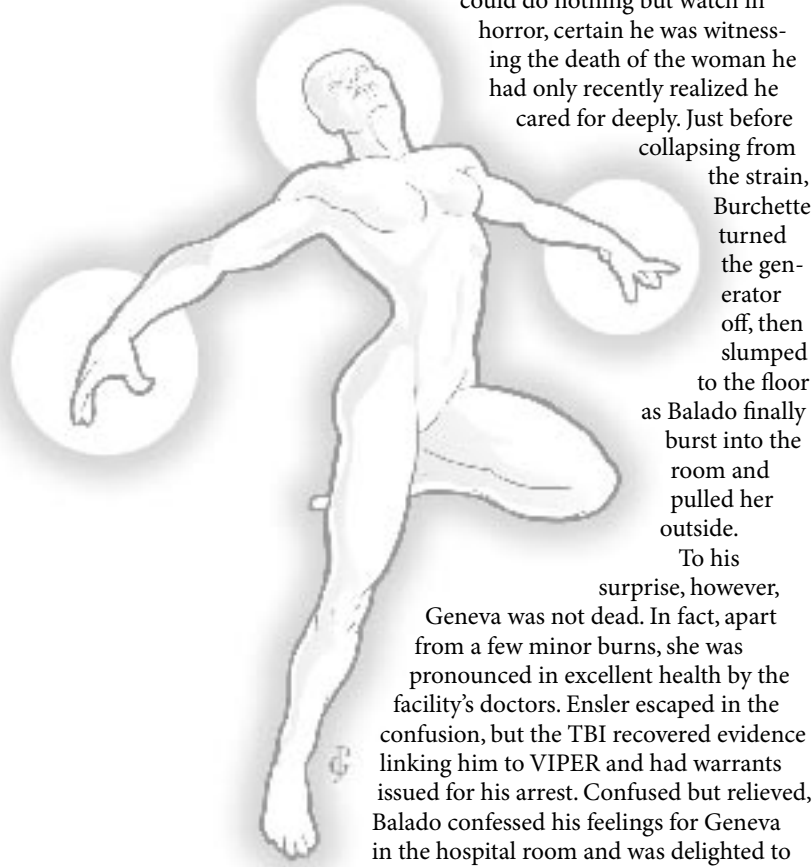 could do nothing but watch in
horror, certain he was witness-
ing the death of the woman he
had only recently realized he
cared for deeply. Just before
collapsing from
the strain,
Burchette
turned
the gen-
erator
off, then
slumped
to the floor
as Balado finally
burst into the
room and
pulled her
outside.
To his
surprise, however,
Geneva was not dead. In fact, apart
from a few minor burns, she was
pronounced in excellent health by the
facility’s doctors. Ensler escaped in the
confusion, but the TBI recovered evidence
linking him to VIPER and had warrants
issued for his arrest. Confused but relieved,
Balado confessed his feelings for Geneva
in the hospital room and was delighted to